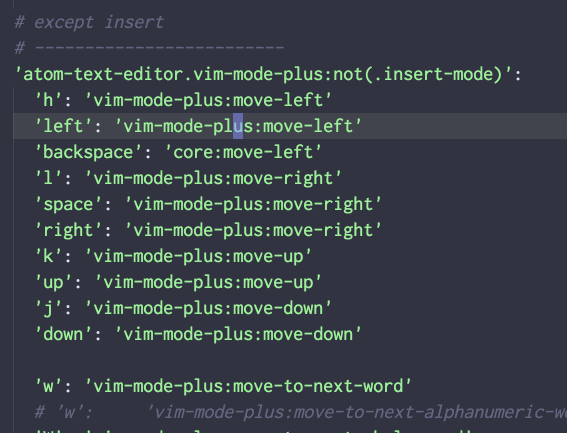 # except insert
# -------------------------
'atom-text-editor.vim-mode-plus:not(.insert-mode)':
  'h': 'vim-mode-plus:move-left'
  'left': 'vim-mode-plus:move-left'
  'backspace': 'core:move-left'
  'l': 'vim-mode-plus:move-right'
  'space': 'vim-mode-plus:move-right'
  'right': 'vim-mode-plus:move-right'
  'k': 'vim-mode-plus:move-up'
  'up': 'vim-mode-plus:move-up'
  'j': 'vim-mode-plus:move-down'
  'down': 'vim-mode-plus:move-down'

  'w': 'vim-mode-plus:move-to-next-word'
  # 'w':     'vim-mode-plus:move-to-next-alphanumeric-w